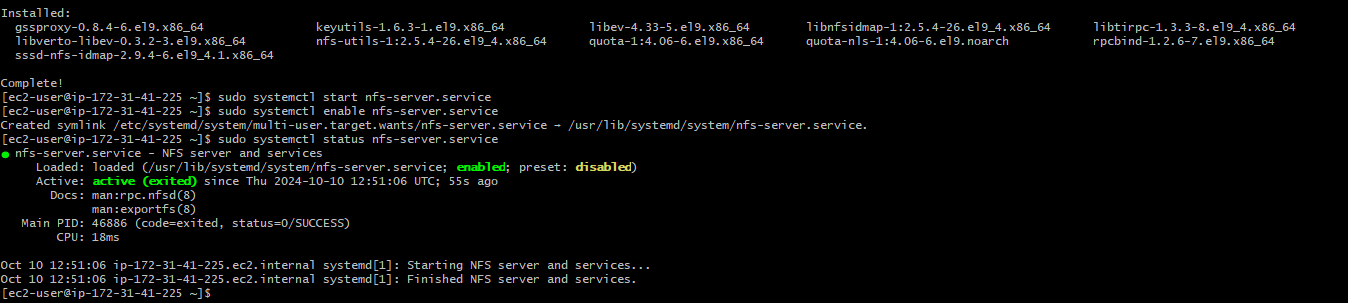 Installed:
gssproxy-0.8.4-6.el9.x86_64 keyutils-1.6.3-1.el9.x86_64 libev-4.33-5.el9.x86_64 libnfsidmap-1:2.5.4-26.el9_4.x86_64 libtirpc-1.3.3-8.el9_4.x86_64
libverto-libev-0.3.2-3.el9.x86_64 nfs-utils-1:2.5.4-26.el9_4.x86_64 quota-1:4.06-6.el9.x86_64 quota-nls-1:4.06-6.el9.noarch rpcbind-1.2.6-7.el9.x86_64
sssd-nfs-idmap-2.9.4-6.el9_4.1.x86_64
Complete!
[ec2-user@ip-172-31-41-225 ~]$ sudo systemctl start nfs-server.service
[ec2-user@ip-172-31-41-225 ~]$ sudo systemctl enable nfs-server.service
Created symlink /etc/systemd/system/multi-user.target.wants/nfs-server.service → /usr/lib/systemd/system/nfs-server.service.
[ec2-user@ip-172-31-41-225 ~]$ sudo systemctl status nfs-server.service
● nfs-server.service - NFS server and services
Loaded: loaded (/usr/lib/systemd/system/nfs-server.service; enabled; preset: disabled)
Active: active (exited) since Thu 2024-10-10 12:51:06 UTC; 55s ago
Docs: man:rpc.nfsd(8)
man:exportfs(8)
Main PID: 46886 (code=exited, status=0/SUCCESS)
CPU: 18ms
Oct 10 12:51:06 ip-172-31-41-225.ec2.internal systemd[1]: Starting NFS server and services...
Oct 10 12:51:06 ip-172-31-41-225.ec2.internal systemd[1]: Finished NFS server and services.
[ec2-user@ip-172-31-41-225 ~]$